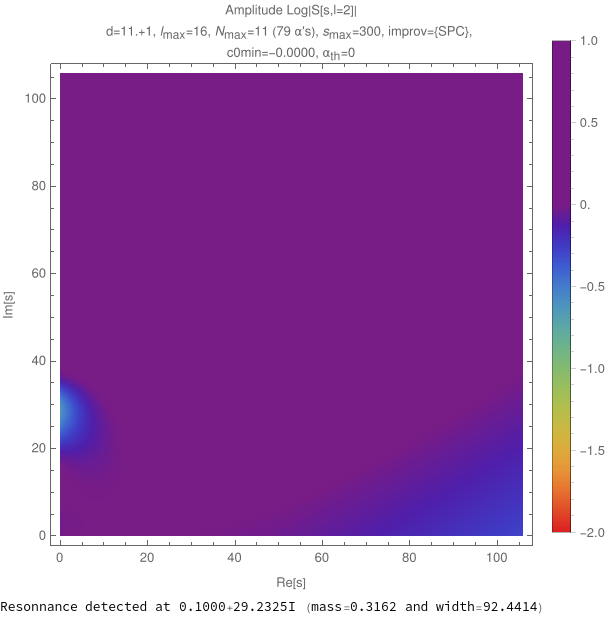 Amplitude Log|S[s,l=2]|
d=11.+1, lmax=16, Nmax=11 (79 α's), smax=300, improv={SPC},
c0min=−0.0000, αth=0
100
80
60
40
20
0
Im[s]
0 20 40 60 80 100
Re[s]
1.0
0.5
0.
−0.5
−1.0
−1.5
−2.0
Resonnance detected at 0.1000+29.2325I (mass=0.3162 and width=92.4414)